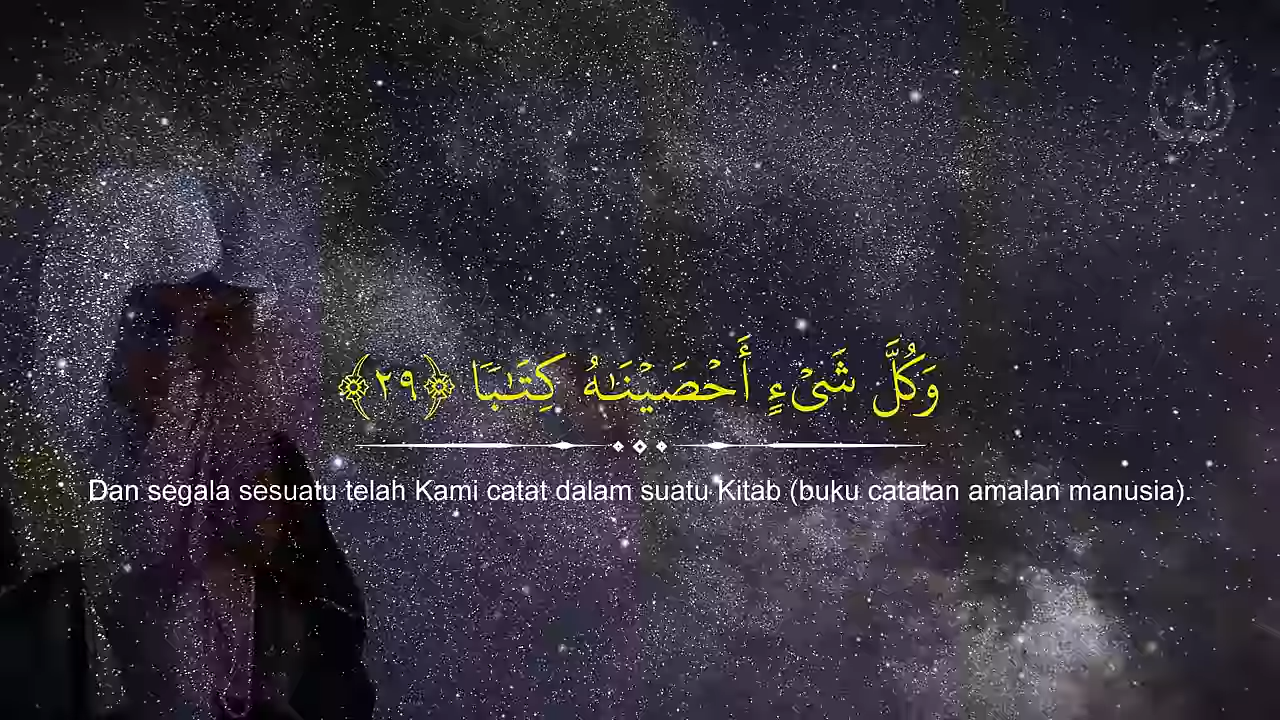 وَكُلَّ شَىْءٍ أَحْصَيْنَـٰهُ كِتَـٰبًا ﴿٢٩﴾
Dan segala sesuatu telah Kami catat dalam suatu Kitab (buku catatan amalan manusia).